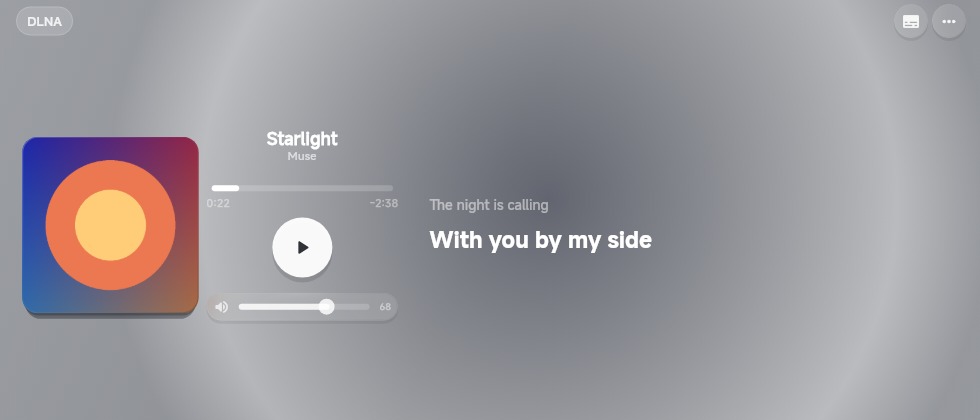 DLNA
Starlight
Muse
0:22
-2:38
68
The night is calling
With you by my side